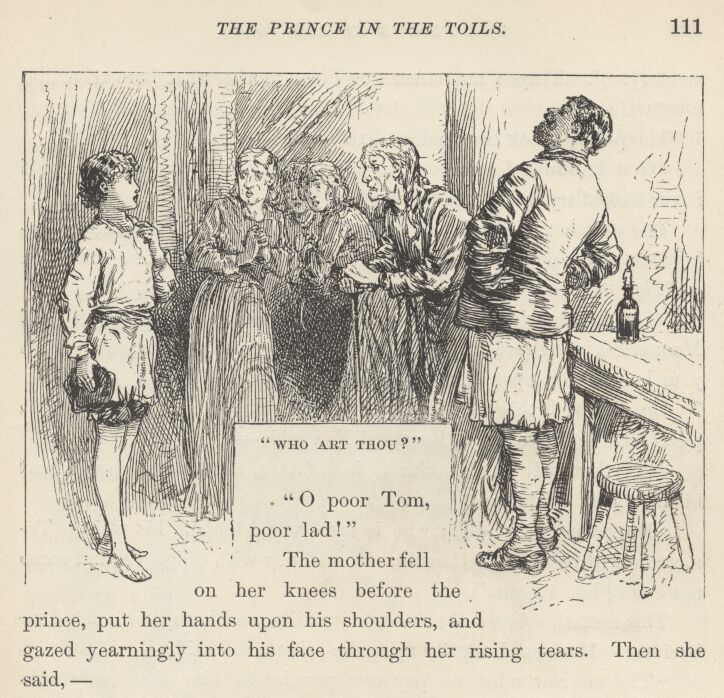 THE PRINCE IN THE TOILS.
111
"WHO ART THOU?"
"O poor Tom,
poor lad!"
The mother fell
on her knees before the
prince, put her hands upon his shoulders, and
gazed yearningly into his face through her rising tears. Then she
said, —